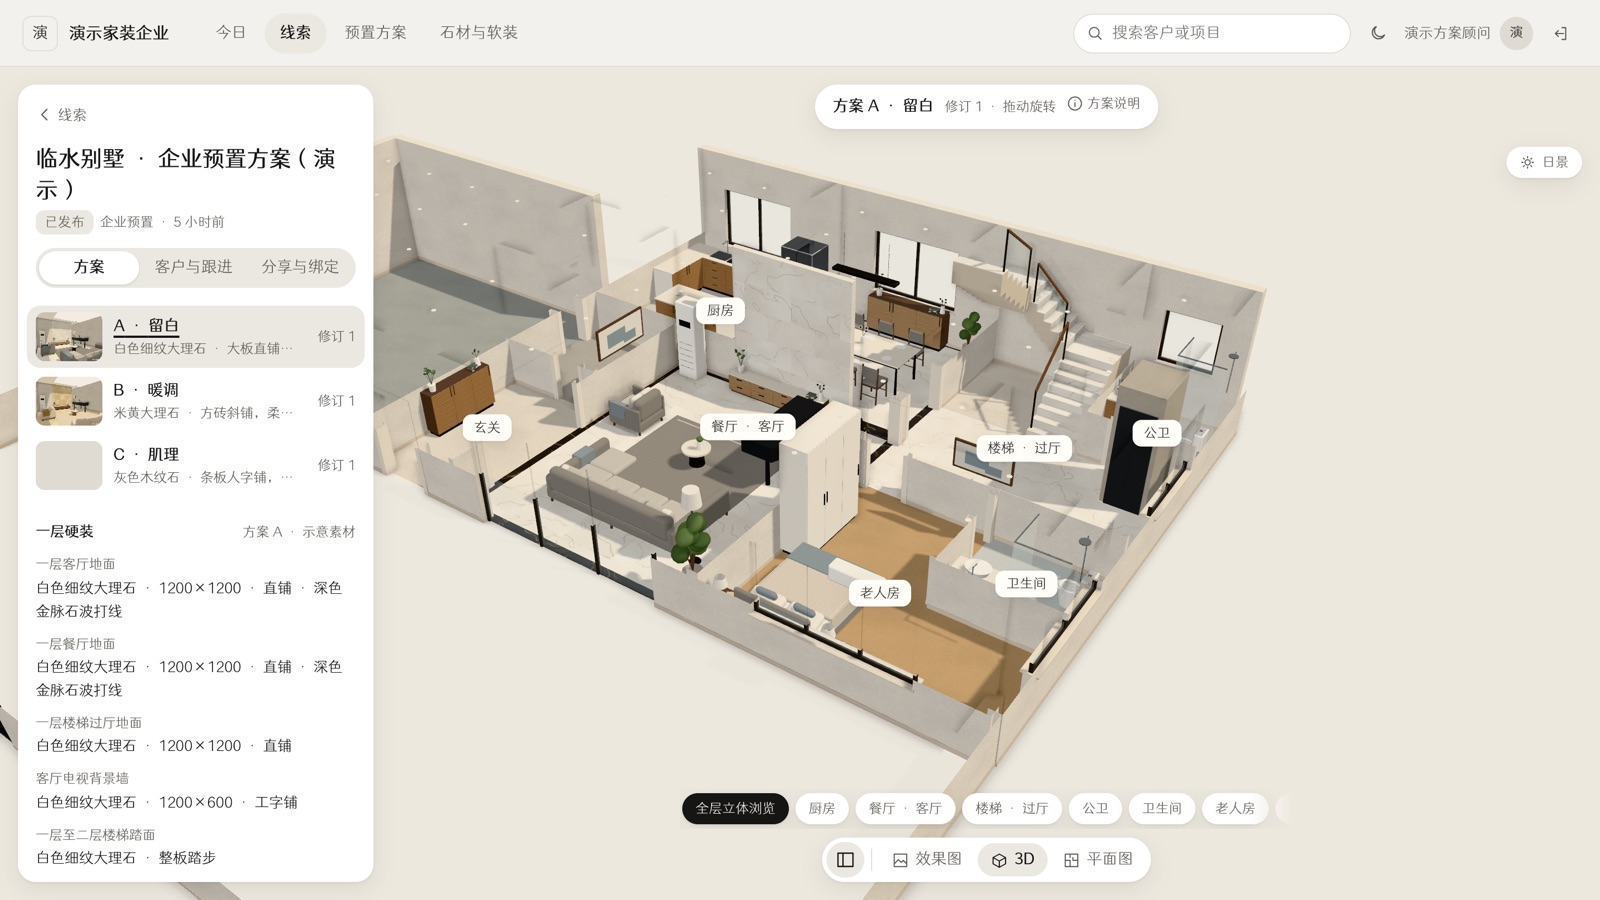 演
演示家装企业
今日
线索
预置方案
石材与软装
搜索客户或项目
演示方案顾问
演
线索
临水别墅 · 企业预置方案（演
示）
已发布
企业预置 · 5 小时前
方案
客户与跟进
分享与绑定
A · 留白
白色细纹大理石 · 大板直铺…
修订 1
B · 暖调
米黄大理石 · 方砖斜铺，柔…
修订 1
C · 肌理
灰色木纹石 · 条板人字铺，…
修订 1
一层硬装
方案 A · 示意素材
一层客厅地面
白色细纹大理石 · 1200×1200 · 直铺 · 深色
金脉石波打线
一层餐厅地面
白色细纹大理石 · 1200×1200 · 直铺 · 深色
金脉石波打线
一层楼梯过厅地面
白色细纹大理石 · 1200×1200 · 直铺
客厅电视背景墙
白色细纹大理石 · 1200×600 · 工字铺
一层至二层楼梯踏面
白色细纹大理石 · 整板踏步
方案 A · 留白
修订 1 · 拖动旋转
方案说明
日景
厨房
玄关
餐厅 · 客厅
楼梯 · 过厅
公卫
老人房
卫生间
全层立体浏览
厨房
餐厅 · 客厅
楼梯 · 过厅
公卫
卫生间
老人房
效果图
3D
平面图